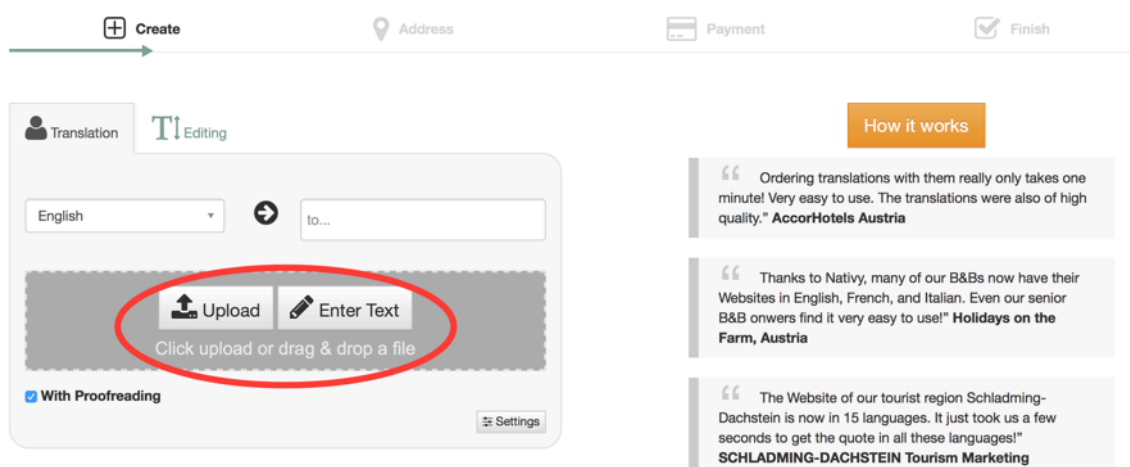 Create
Address
Payment
Finish
Translation
Editing
English
to...
Upload
Enter Text
Click upload or drag & drop a file
With Proofreading
Settings
How it works
“ Ordering translations with them really only takes one
minute! Very easy to use. The translations were also of high
quality.” AccorHotels Austria
“ Thanks to Nativy, many of our B&Bs now have their
Websites in English, French, and Italian. Even our senior
B&B onwers find it very easy to use!” Holidays on the
Farm, Austria
“ The Website of our tourist region Schladming-
Dachstein is now in 15 languages. It just took us a few
seconds to get the quote in all these languages!”
SCHLADMING-DACHSTEIN Tourism Marketing